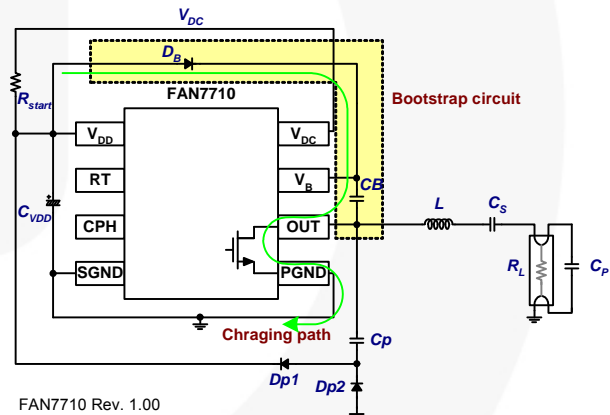 VDC
DB
FAN7710
Bootstrap circuit
Rstart
VDD
VDC
RT
VB
CB
CVDD
CPH
OUT
L
CS
SGND
PGND
RL
CP
Chraging path
Cp
Dp1
Dp2
FAN7710 Rev. 1.00